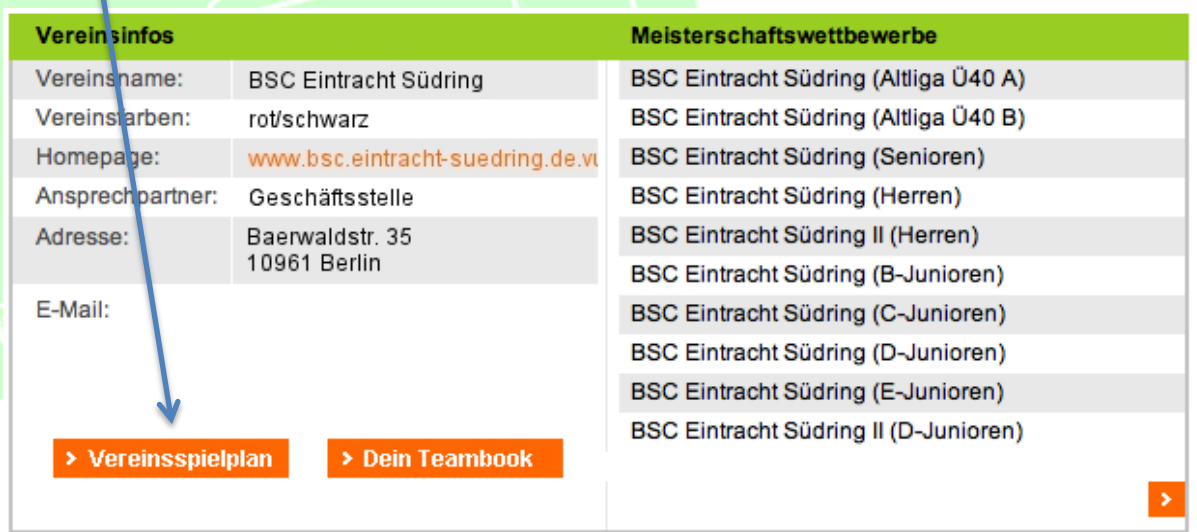 Vereinsinfos
Vereinsname: BSC Eintracht Südring
Vereinsfarben: rot/schwarz
Homepage: www.bsc.eintracht-suedring.de.vu
Ansprechpartner: Geschäftsstelle
Adresse: Baerwaldstr. 35
10961 Berlin
E-Mail:
> Vereinsspielplan
> Dein Teambook
Meisterschaftswettbewerbe
BSC Eintracht Südring (Altliga Ü40 A)
BSC Eintracht Südring (Altliga Ü40 B)
BSC Eintracht Südring (Senioren)
BSC Eintracht Südring (Herren)
BSC Eintracht Südring II (Herren)
BSC Eintracht Südring (B-Junioren)
BSC Eintracht Südring (C-Junioren)
BSC Eintracht Südring (D-Junioren)
BSC Eintracht Südring (E-Junioren)
BSC Eintracht Südring II (D-Junioren)
>